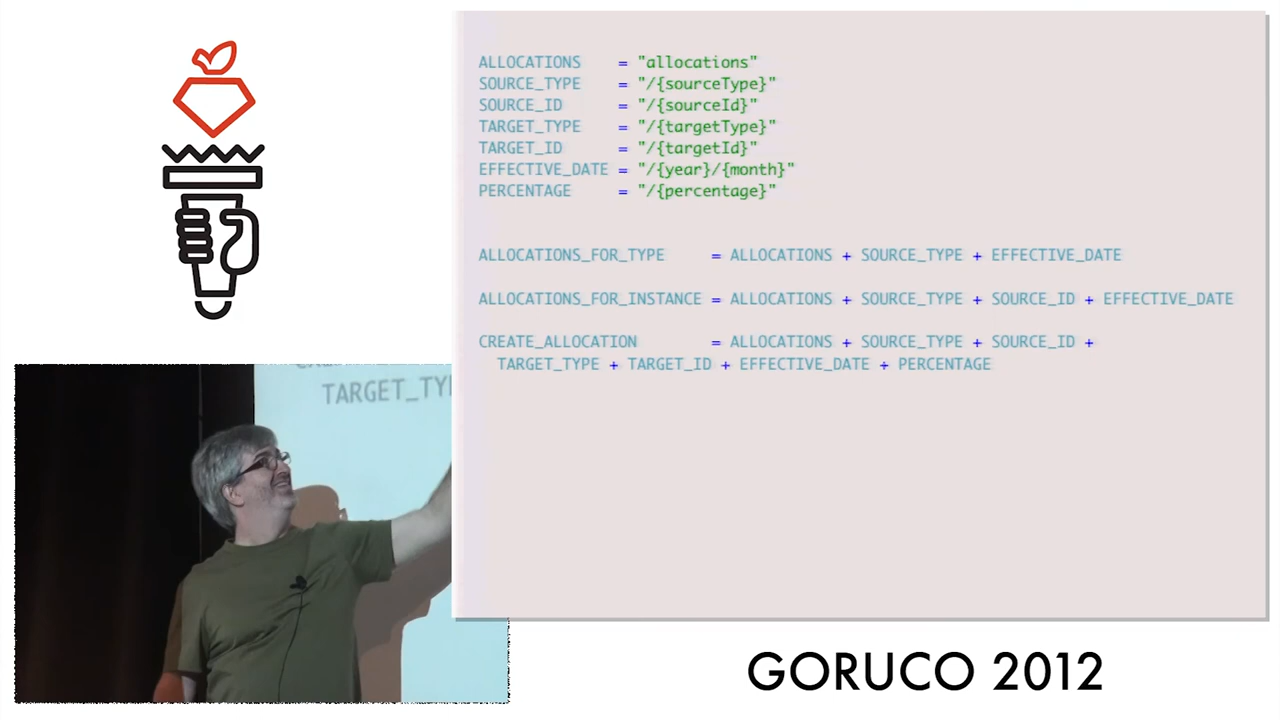 ALLOCATIONS    = "allocations"
SOURCE_TYPE    = "/{sourceType}"
SOURCE_ID      = "/{sourceId}"
TARGET_TYPE    = "/{targetType}"
TARGET_ID      = "/{targetId}"
EFFECTIVE_DATE = "/{year}/{month}"
PERCENTAGE     = "/{percentage}"
ALLOCATIONS_FOR_TYPE     = ALLOCATIONS + SOURCE_TYPE + EFFECTIVE_DATE
ALLOCATIONS_FOR_INSTANCE = ALLOCATIONS + SOURCE_TYPE + SOURCE_ID + EFFECTIVE_DATE
CREATE_ALLOCATION        = ALLOCATIONS + SOURCE_TYPE + SOURCE_ID +
  TARGET_TYPE + TARGET_ID + EFFECTIVE_DATE + PERCENTAGE
TARGET_TY
GORUCO 2012